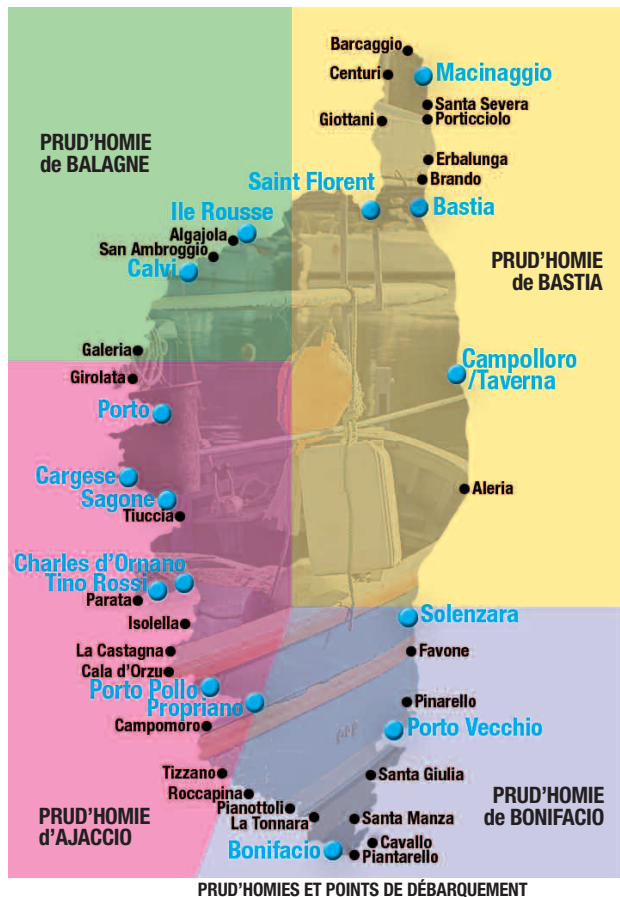 Barcaggio
Centuri
Macinaggio
Santa Severa
Giottani
Porticciolo
PRUD'HOMIE
de BALAGNE
Erbalunga
Brando
Saint Florent
Bastia
Ile Rousse
Algajola
San Ambroggio
Calvi
PRUD'HOMIE
de BASTIA
Galeria
Girolata
Campolloro
/Taverna
Porto
Cargese
Sagone
Tiuccia
Aleria
Charles d'Ornano
Tino Rossi
Parata
Isolella
Solenzara
La Castagna
Favone
Cala d'Orzu
Porto Pollo
Propriano
Pinarello
Campomoro
Porto Vecchio
Tizzano
Santa Giulia
Roccapina
Pianottoli
La Tonnara
Santa Manza
PRUD'HOMIE
d'AJACCIO
PRUD'HOMIE
de BONIFACIO
Bonifacio
Cavallo
Piantarello
PRUD'HOMIES ET POINTS DE DÉBARQUEMENT